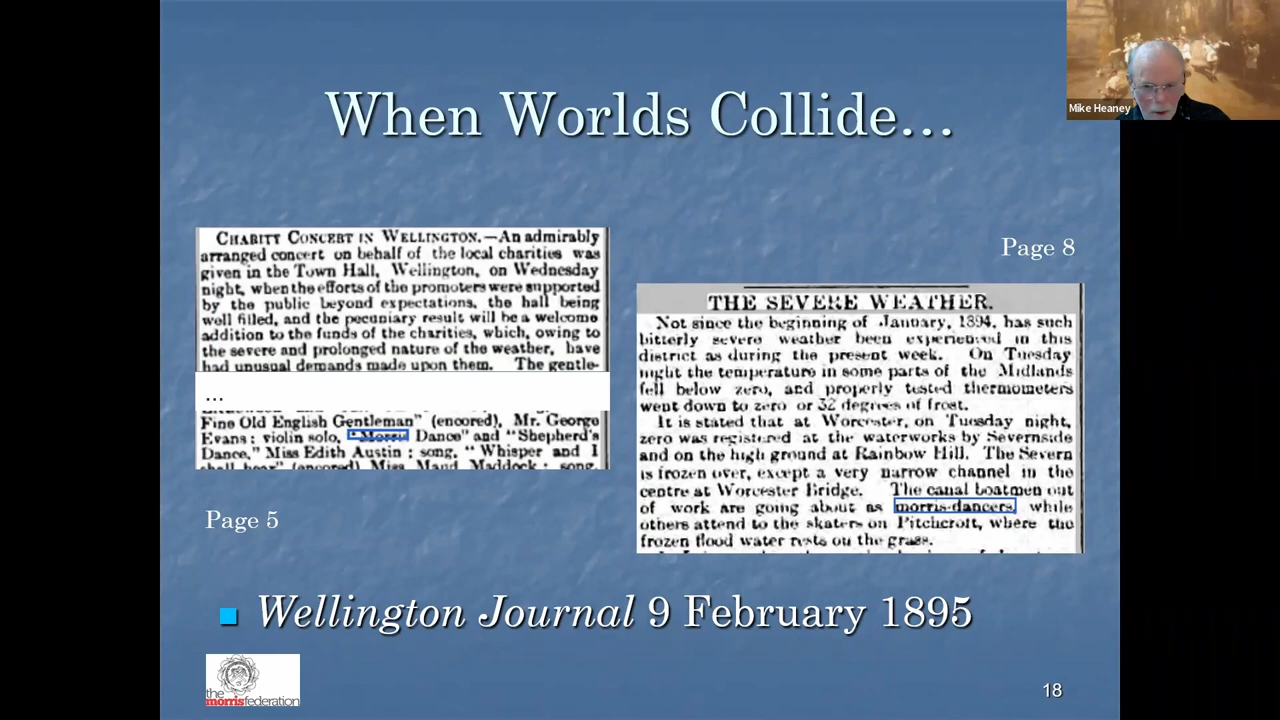 When Worlds Collide...
Mike Heaney
CHARITY CONCERT IN WELLINGTON.—An admirably
arranged concert on behalf of the local charities was
given in the Town Hall, Wellington, on Wednesday
night, when the efforts of the promoters were supported
by the public beyond expectations, the hall being
well filled, and the pecuniary result will be a welcome
addition to the funds of the charities, which, owing to
the severe and prolonged nature of the weather, have
had unusual demands made upon them. The gentle-
...
Fine Old English Gentleman" (encored), Mr. George
Evans; violin solo, "Morris Dance" and "Shepherd's
Dance," Miss Edith Austin; song, "Whisper and I
shall hear" (encored) Miss Maud Maddock; song,
Page 5
Page 8
THE SEVERE WEATHER.
Not since the beginning of January, 1894, has such
bitterly severe weather been experienced in this
district as during the present week. On Tuesday
night the temperature in some parts of the Midlands
fell below zero, and properly tested thermometers
went down to zero or 32 degrees of frost.
It is stated that at Worcester, on Tuesday night,
zero was registered at the waterworks by Severnside
and on the high ground at Rainbow Hill. The Severn
is frozen over, except a very narrow channel in the
centre at Worcester Bridge. The canal boatmen out
of work are going about as morris-dancers, while
others attend to the skaters on Pitchcroft, where the
frozen flood water rests on the grass.
Wellington Journal 9 February 1895
the
morrisfederation
18